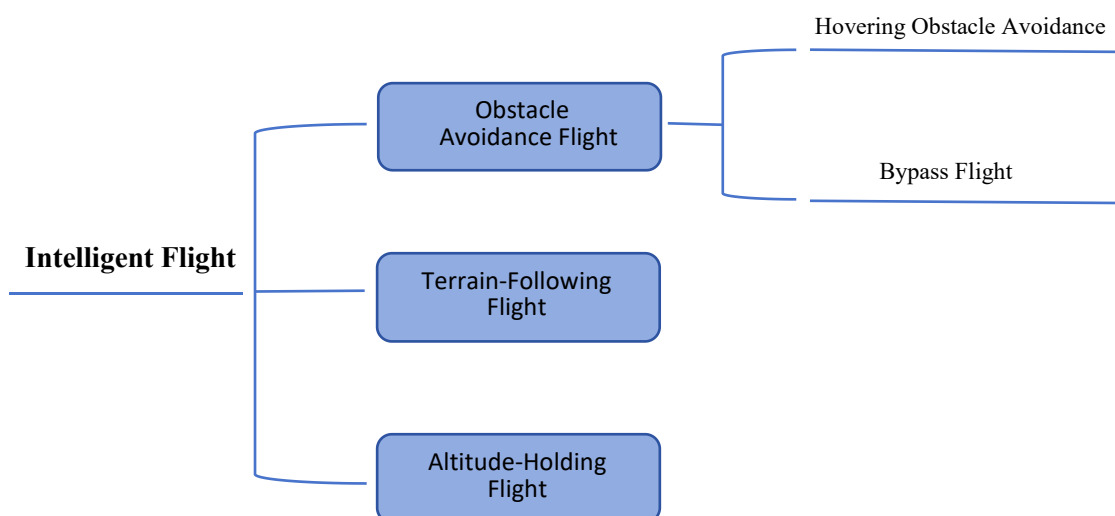 Hovering Obstacle Avoidance
Obstacle
Avoidance Flight
Bypass Flight
Intelligent Flight
Terrain-Following
Flight
Altitude-Holding
Flight